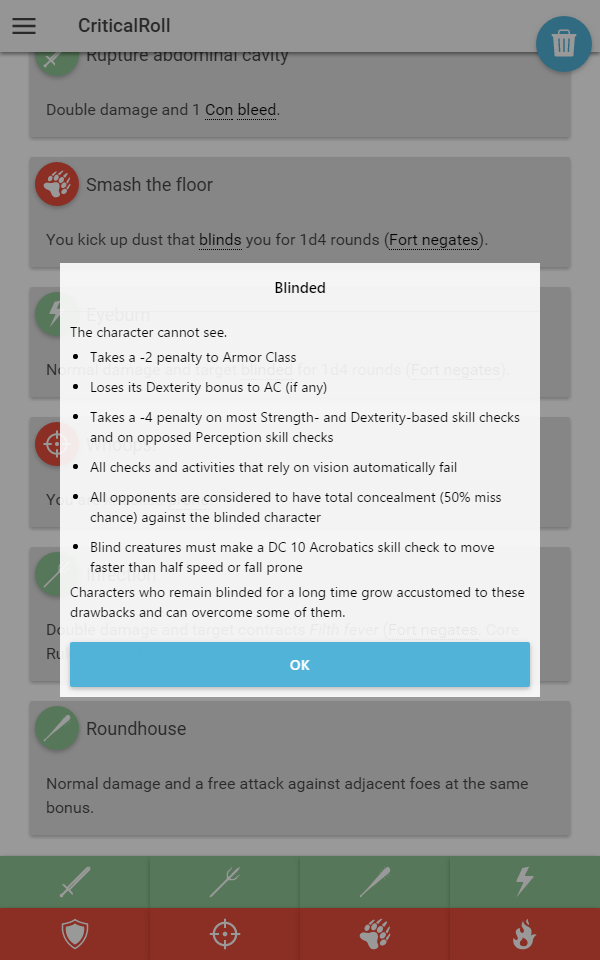 CriticalRoll
Rupture abdominal cavity
Double damage and 1 Con bleed.
Smash the floor
You kick up dust that blinds you for 1d4 rounds (Fort negates).
Blinded
Eyeburn
The character cannot see.
Takes a -2 penalty to Armor Class
Normal damage and target blinded for 1d4 rounds (Fort negates).
Loses its Dexterity bonus to AC (if any)
Takes a -4 penalty on most Strength- and Dexterity-based skill checks
and on opposed Perception skill checks
Whoops!
All checks and activities that rely on vision automatically fail
All opponents are considered to have total concealment (50% miss
You
chance) against the blinded character
Blind creatures must make a DC 10 Acrobatics skill check to move
faster than half speed or fall prone
Infection
Characters who remain blinded for a long time grow accustomed to these
drawbacks and can overcome some of them.
Double damage and target contracts Filth fever (Fort negates, Core
OK
Roundhouse
Normal damage and a free attack against adjacent foes at the same
bonus.